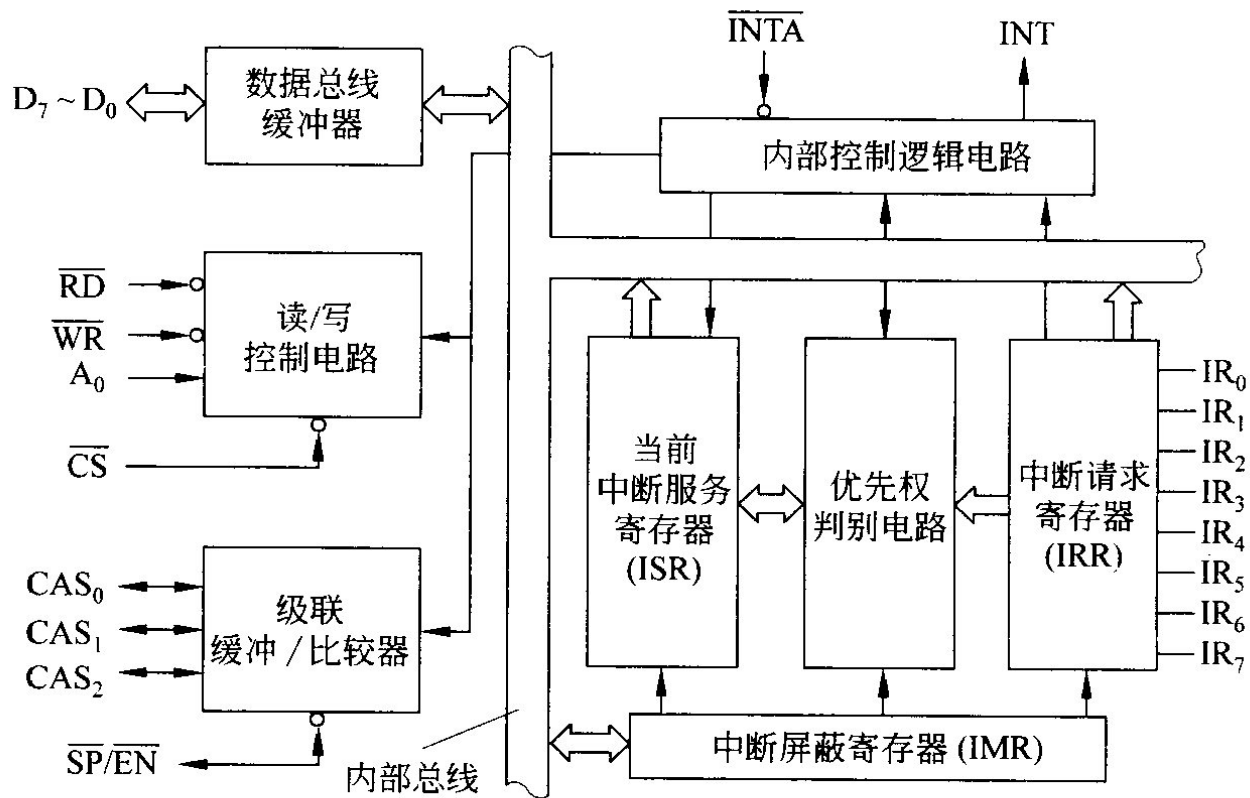 INTA
INT
D7 ~ D0
数据总线
缓冲器
内部控制逻辑电路
RD
WR
A0
CS
读/写
控制电路
当前
中断服务
寄存器
(ISR)
优先权
判别电路
中断请求
寄存器
(IRR)
IR0
IR1
IR2
IR3
IR4
IR5
IR6
IR7
CAS0
CAS1
CAS2
级联
缓冲/比较器
SP/EN
内部总线
中断屏蔽寄存器 (IMR)